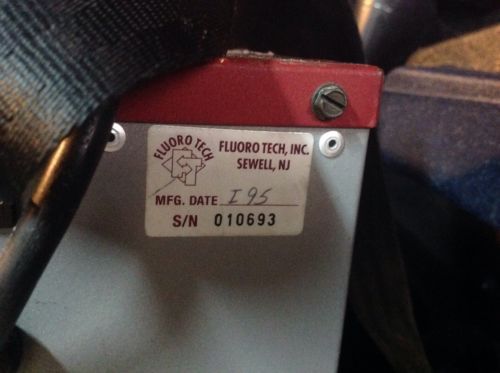 FLUORO TECH
FLUORO TECH, INC.
SEWELL, NJ
MFG. DATE I 95
S/N 010693